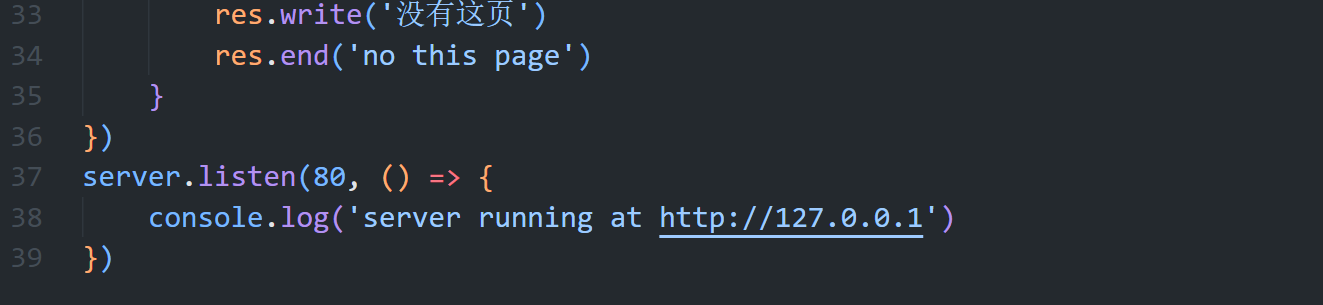 33 res.write('没有这页')
34 res.end('no this page')
35 }
36 })
37 server.listen(80, () => {
38 console.log('server running at http://127.0.0.1')
39 })